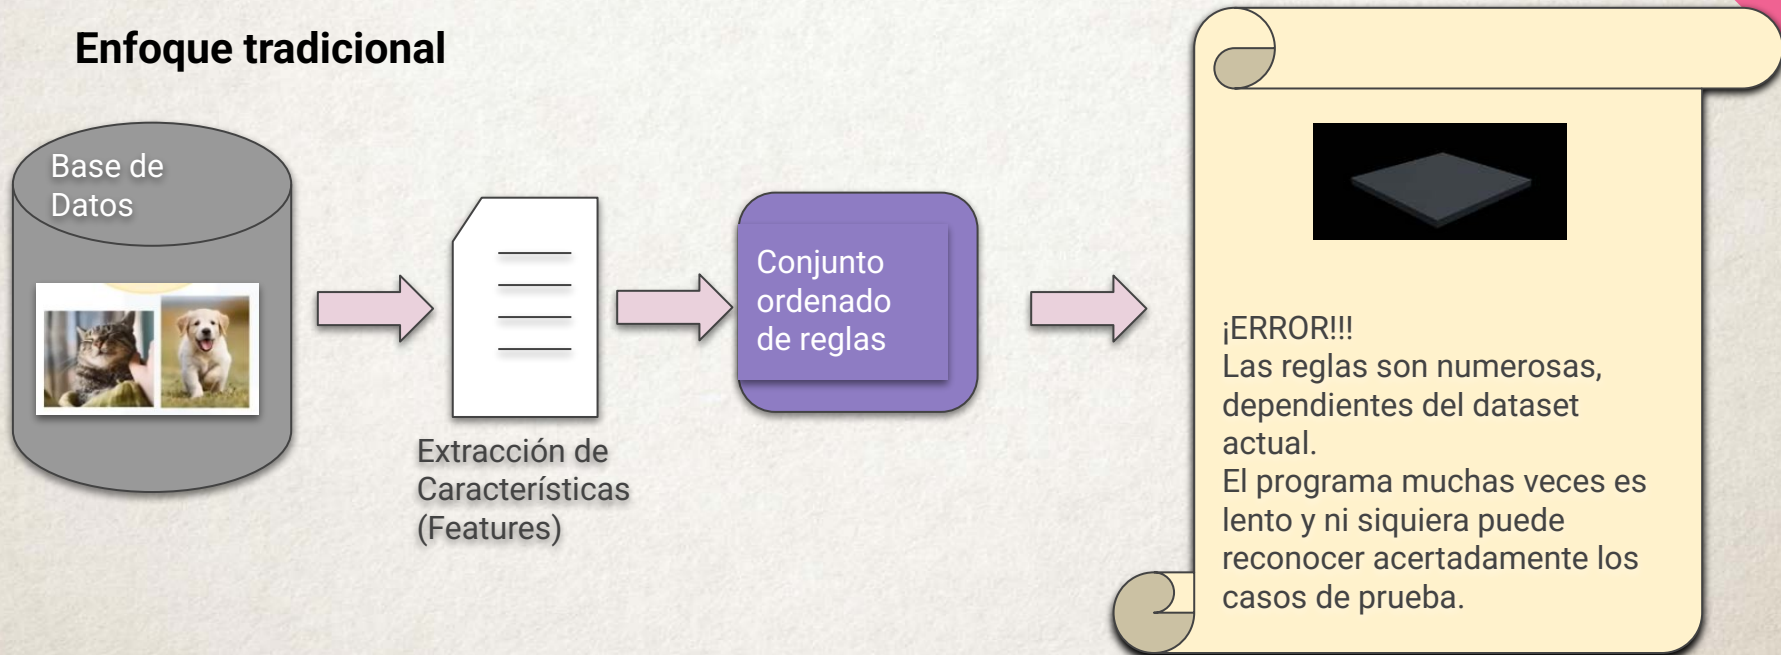 Enfoque tradicional
Base de
Datos
Extracción de
Características
(Features)
Conjunto
ordenado
de reglas
¡ERROR!!!
Las reglas son numerosas,
dependientes del dataset
actual.
El programa muchas veces es
lento y ni siquiera puede
reconocer acertadamente los
casos de prueba.